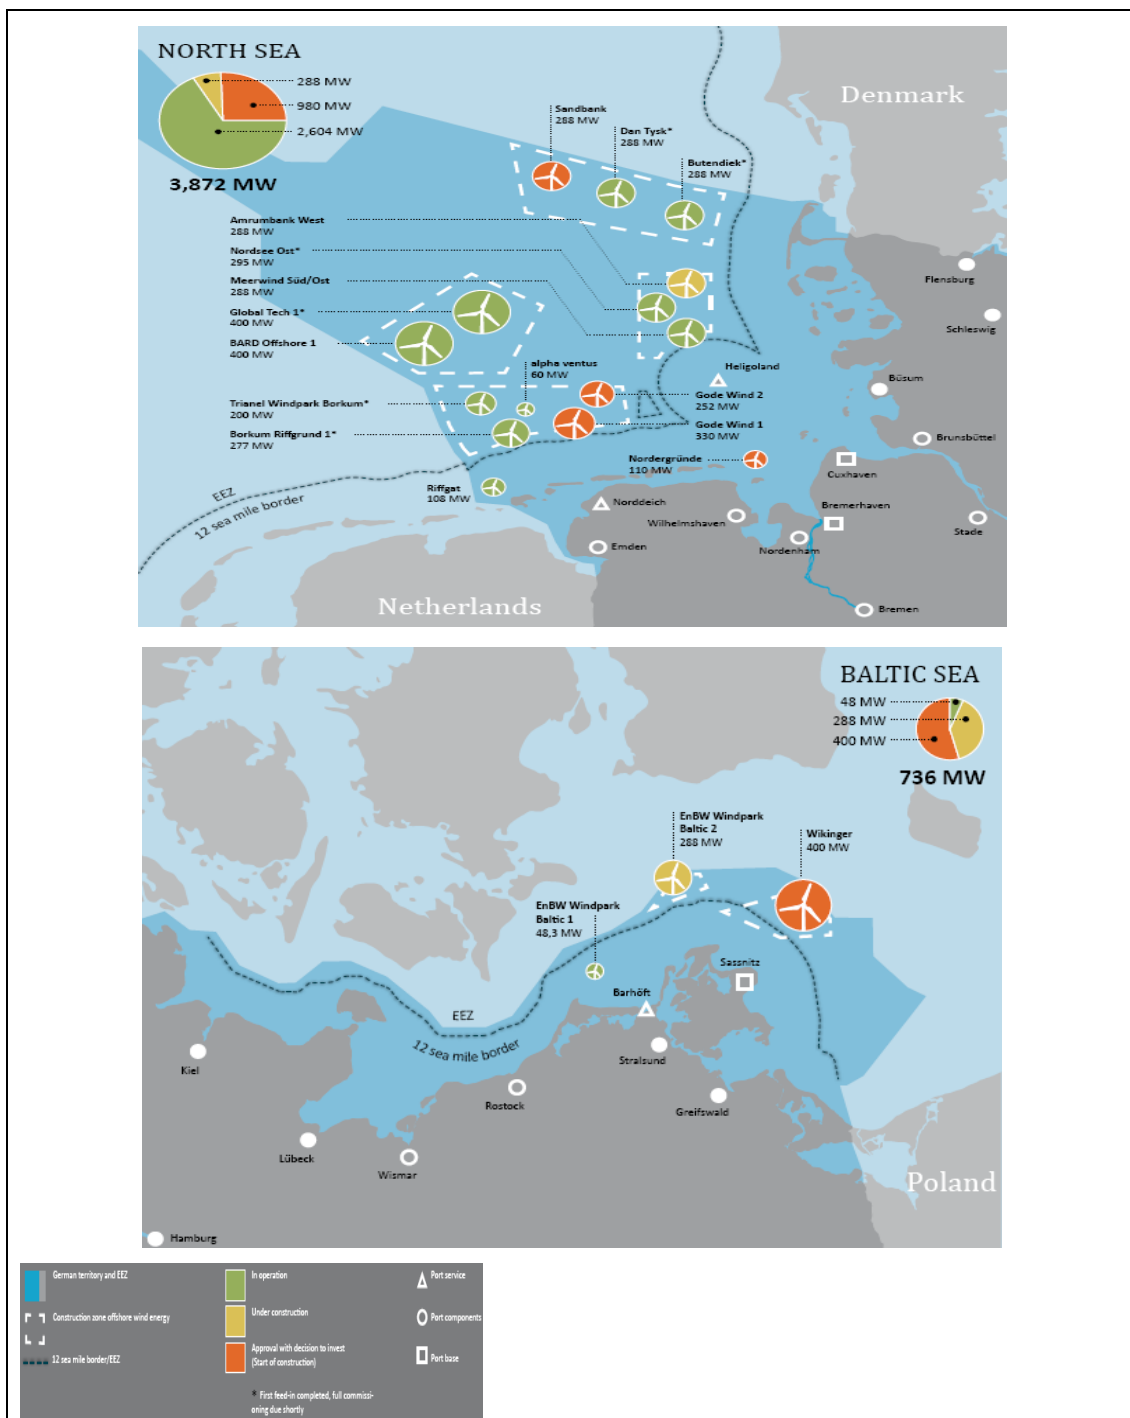 NORTH SEA
288 MW
980 MW
2,604 MW
3,872 MW
Denmark
Sandbank
288 MW
Dan Tysk*
288 MW
Butendiek*
288 MW
Amrumbank West
288 MW
Nordsee Ost*
295 MW
Meerwind Süd/Ost
288 MW
Global Tech 1*
400 MW
BARD Offshore 1
400 MW
alpha ventus
60 MW
Trianel Windpark Borkum*
200 MW
Borkum Riffgrund 1*
277 MW
Riffgat
108 MW
Gode Wind 2
252 MW
Gode Wind 1
330 MW
Nordergründe
110 MW
Heligoland
Flensburg
Schleswig
Büsum
Brunsbüttel
Cuxhaven
Bremerhaven
Stade
Norddeich
Wilhelmshaven
Nordenham
Emden
Bremen
EEZ
12 sea mile border
Netherlands
BALTIC SEA
48 MW
288 MW
400 MW
736 MW
EnBW Windpark
Baltic 2
288 MW
Wikinger
400 MW
EnBW Windpark
Baltic 1
48,3 MW
Sassnitz
Barhöft
EEZ
12 sea mile border
Stralsund
Kiel
Rostock
Greifswald
Lübeck
Wismar
Poland
Hamburg
German territory and EEZ
Construction zone offshore wind energy
12 sea mile border/EEZ
In operation
Under construction
Approval with decision to invest
(Start of construction)
* First feed-in completed, full commissi-
oning due shortly
Port service
Port components
Port base